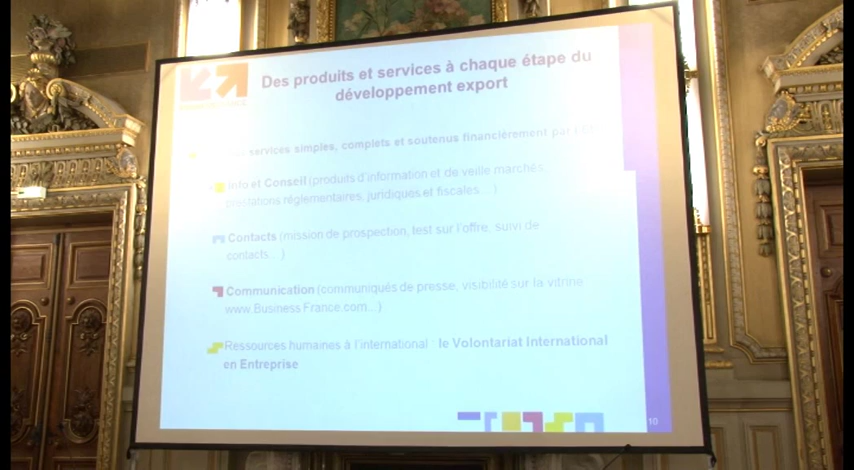 Des produits et services à chaque étape du
développement export
services simples, complets et soutenus financièrement par
Info et Conseil (produits d'information et de veille marchés,
prestations réglementaires, juridiques et fiscales...)
Contacts (mission de prospection, test sur l'offre, suivi de
contacts...)
Communication (communiqués de presse, visibilité sur la vitrine
www.Business France.com...)
Ressources humaines à l'international : le Volontariat International
en Entreprise
10